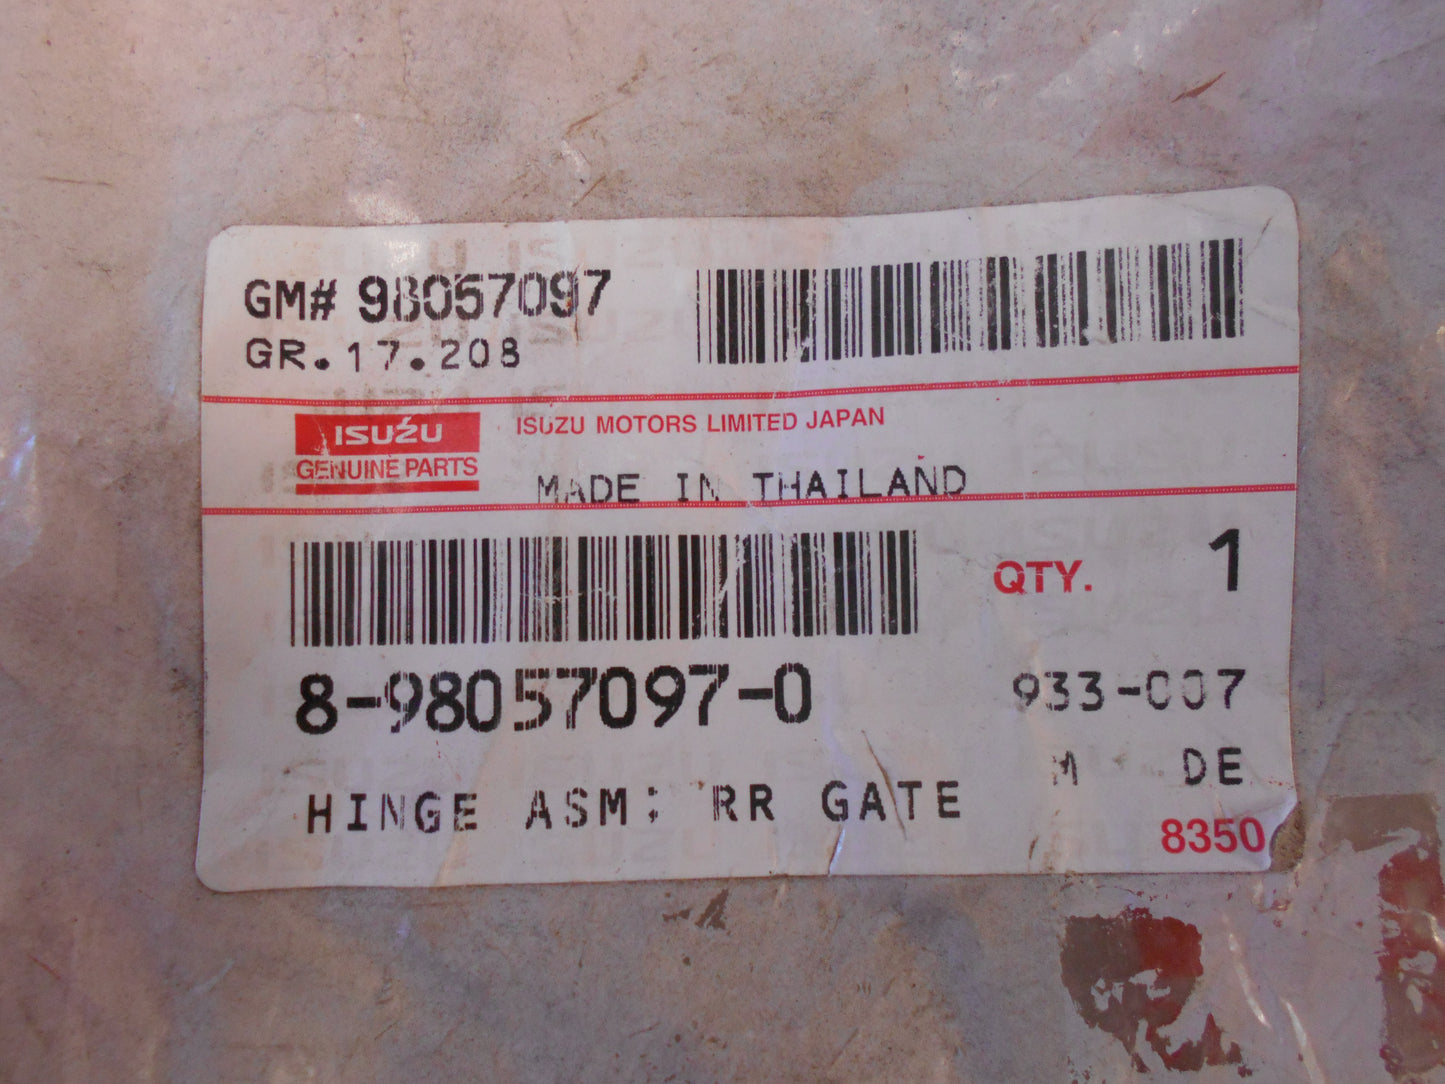 GM# 98057097
GR.17.208
ISUZU
GENUINE PARTS
ISUZU MOTORS LIMITED JAPAN
MADE IN THAILAND
QTY. 1
8-98057097-0
933-007
M DE
HINGE ASM; RR GATE
8350